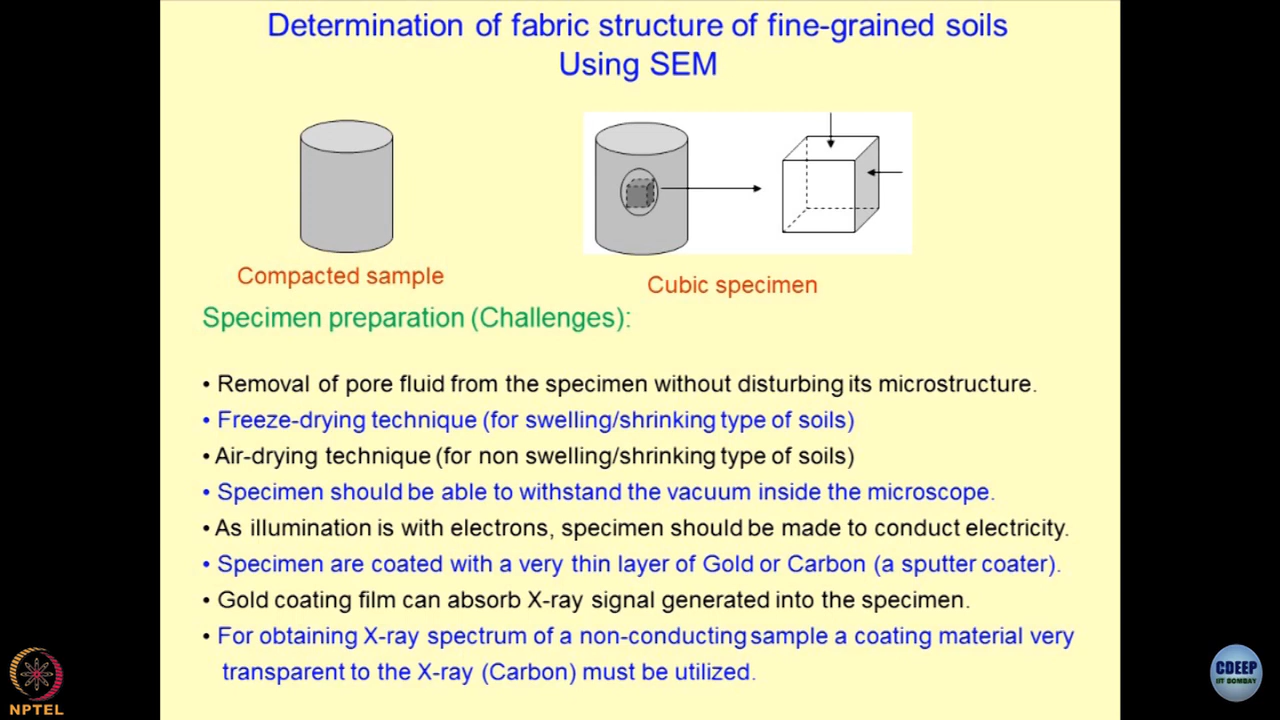 Determination of fabric structure of fine-grained soils
Using SEM
Compacted sample
Cubic specimen
Specimen preparation (Challenges):
• Removal of pore fluid from the specimen without disturbing its microstructure.
• Freeze-drying technique (for swelling/shrinking type of soils)
• Air-drying technique (for non swelling/shrinking type of soils)
• Specimen should be able to withstand the vacuum inside the microscope.
• As illumination is with electrons, specimen should be made to conduct electricity.
• Specimen are coated with a very thin layer of Gold or Carbon (a sputter coater).
• Gold coating film can absorb X-ray signal generated into the specimen.
• For obtaining X-ray spectrum of a non-conducting sample a coating material very
transparent to the X-ray (Carbon) must be utilized.
NPTEL
CDEEP
IIT BOMBAY